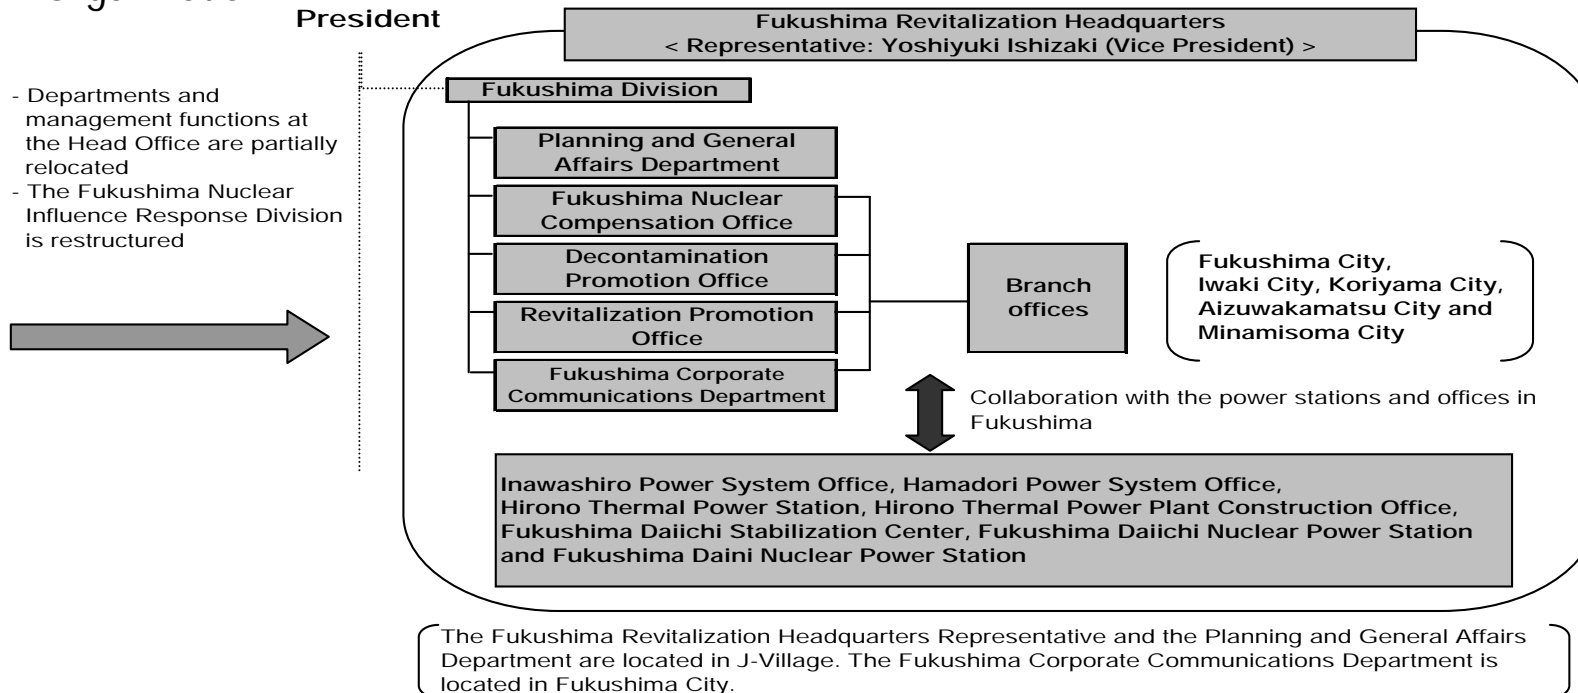 President
Fukushima Revitalization Headquarters
< Representative: Yoshiyuki Ishizaki (Vice President) >
- Departments and
management functions at
the Head Office are partially
relocated
- The Fukushima Nuclear
Influence Response Division
is restructured
Fukushima Division
Planning and General
Affairs Department
Fukushima Nuclear
Compensation Office
Decontamination
Promotion Office
Revitalization Promotion
Office
Fukushima Corporate
Communications Department
Branch
offices
Fukushima City,
Iwaki City, Koriyama City,
Aizuwakamatsu City and
Minamisoma City
Collaboration with the power stations and offices in
Fukushima
Inawashiro Power System Office, Hamadori Power System Office,
Hirono Thermal Power Station, Hirono Thermal Power Plant Construction Office,
Fukushima Daiichi Stabilization Center, Fukushima Daiichi Nuclear Power Station
and Fukushima Daini Nuclear Power Station
The Fukushima Revitalization Headquarters Representative and the Planning and General Affairs
Department are located in J-Village. The Fukushima Corporate Communications Department is
located in Fukushima City.